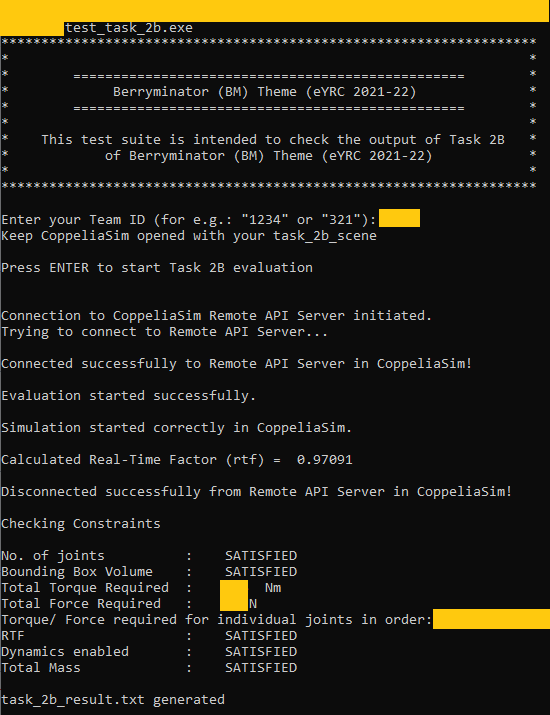 test_task_2b.exe
*******************************************************************
* *
* ================================================= *
* Berryminator (BM) Theme (eYRC 2021-22) *
* ================================================= *
* *
* This test suite is intended to check the output of Task 2B *
* of Berryminator (BM) Theme (eYRC 2021-22) *
* *
*******************************************************************
Enter your Team ID (for e.g.: "1234" or "321"):
Keep CoppeliaSim opened with your task_2b_scene
Press ENTER to start Task 2B evaluation
Connection to CoppeliaSim Remote API Server initiated.
Trying to connect to Remote API Server...
Connected successfully to Remote API Server in CoppeliaSim!
Evaluation started successfully.
Simulation started correctly in CoppeliaSim.
Calculated Real-Time Factor (rtf) =  0.97091
Disconnected successfully from Remote API Server in CoppeliaSim!
Checking Constraints
No. of joints : SATISFIED
Bounding Box Volume : SATISFIED
Total Torque Required : Nm
Total Force Required : N
Torque/ Force required for individual joints in order:
RTF : SATISFIED
Dynamics enabled : SATISFIED
Total Mass : SATISFIED
task_2b_result.txt generated